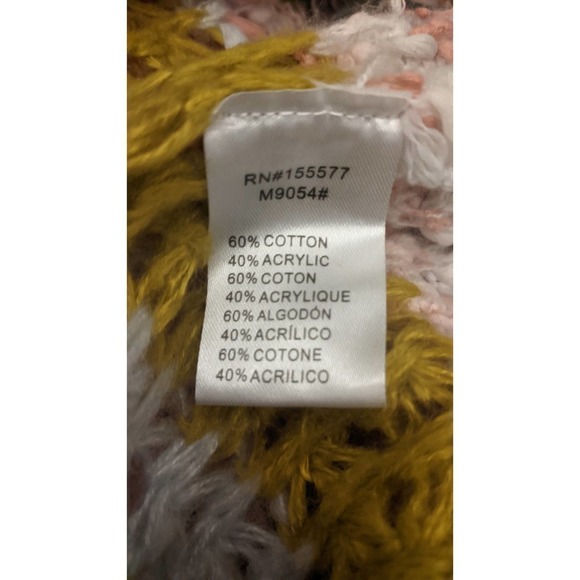 RN#155577
M9054#
60% COTTON
40% ACRYLIC
60% COTON
40% ACRYLIQUE
60% ALGODÓN
40% ACRÍLICO
60% COTONE
40% ACRILICO